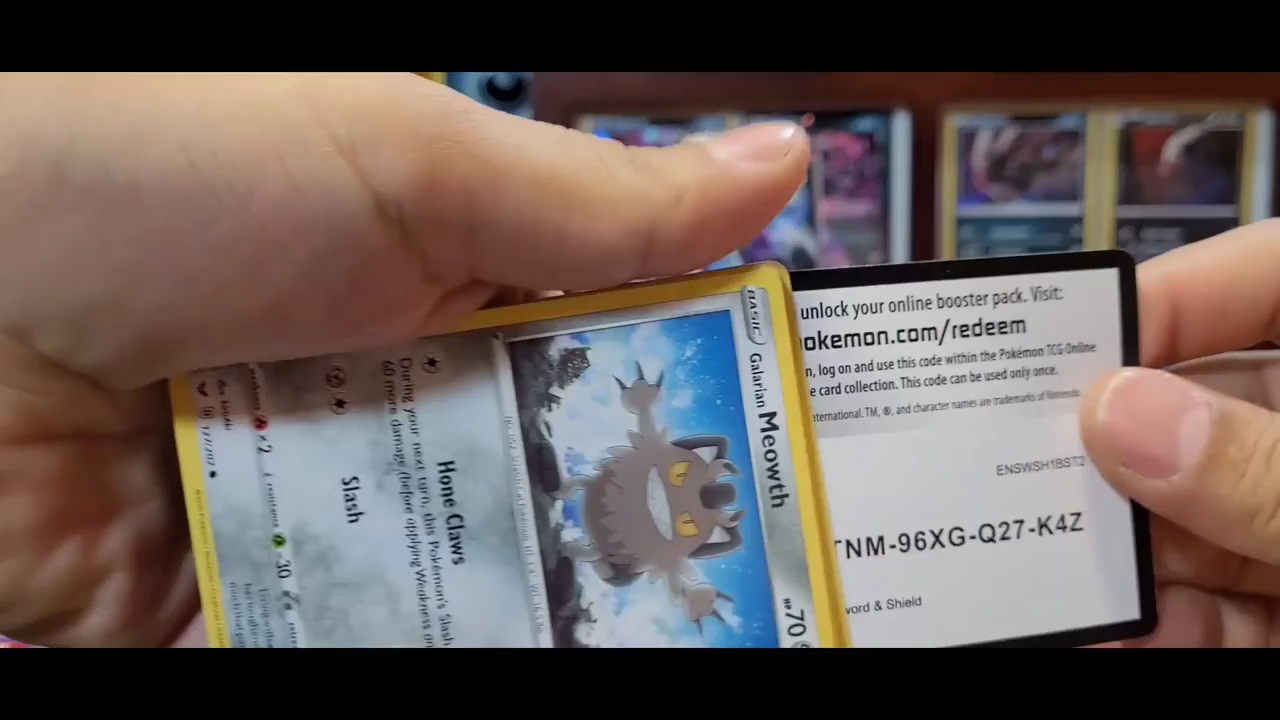 BASIC
Galarian Meowth
HP 70
Hone Claws
During your next turn, this Pokémon's Slash
60 more damage (before applying Weakness an
Slash
×2
-30
unlock your online booster pack. Visit:
okemon.com/redeem
n, log on and use this code within the Pokémon TCG Online
e card collection. This code can be used only once.
International. TM, ®, and character names are trademarks of Nintendo.
ENSWSH1BST2
TNM-96XG-Q27-K4Z
word & Shield